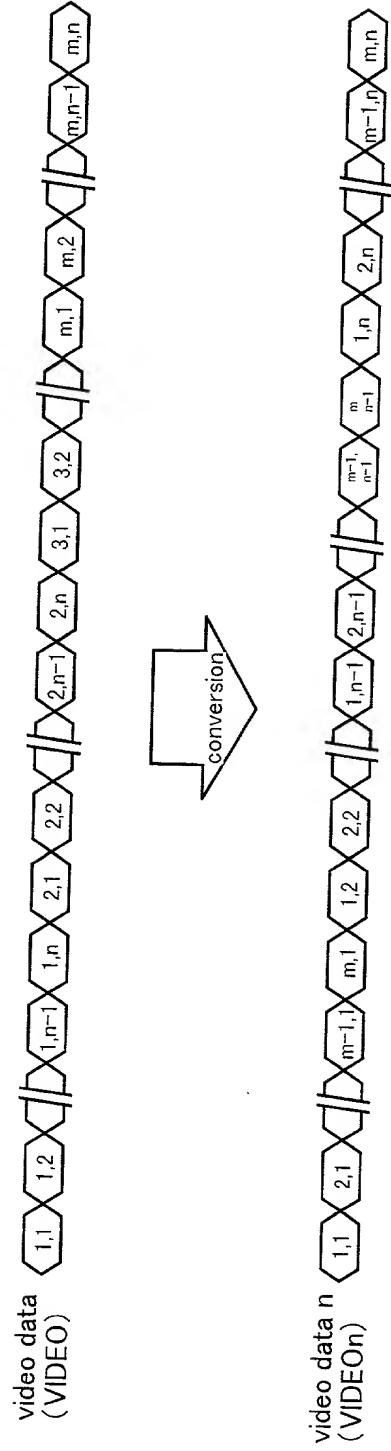 video data
(VIDEO)
1,1 1,2 1,n−1 1,n 2,1 2,2 2,n−1 2,n 3,1 3,2 m,1 m,2 m,n−1 m,n
conversion
video data n
(VIDEOn)
1,1 2,1 m−1,1 m,1 1,2 2,2 1,n−1 2,n−1 m−1,
n−1 m
n−1 1,n 2,n m−1,n m,n